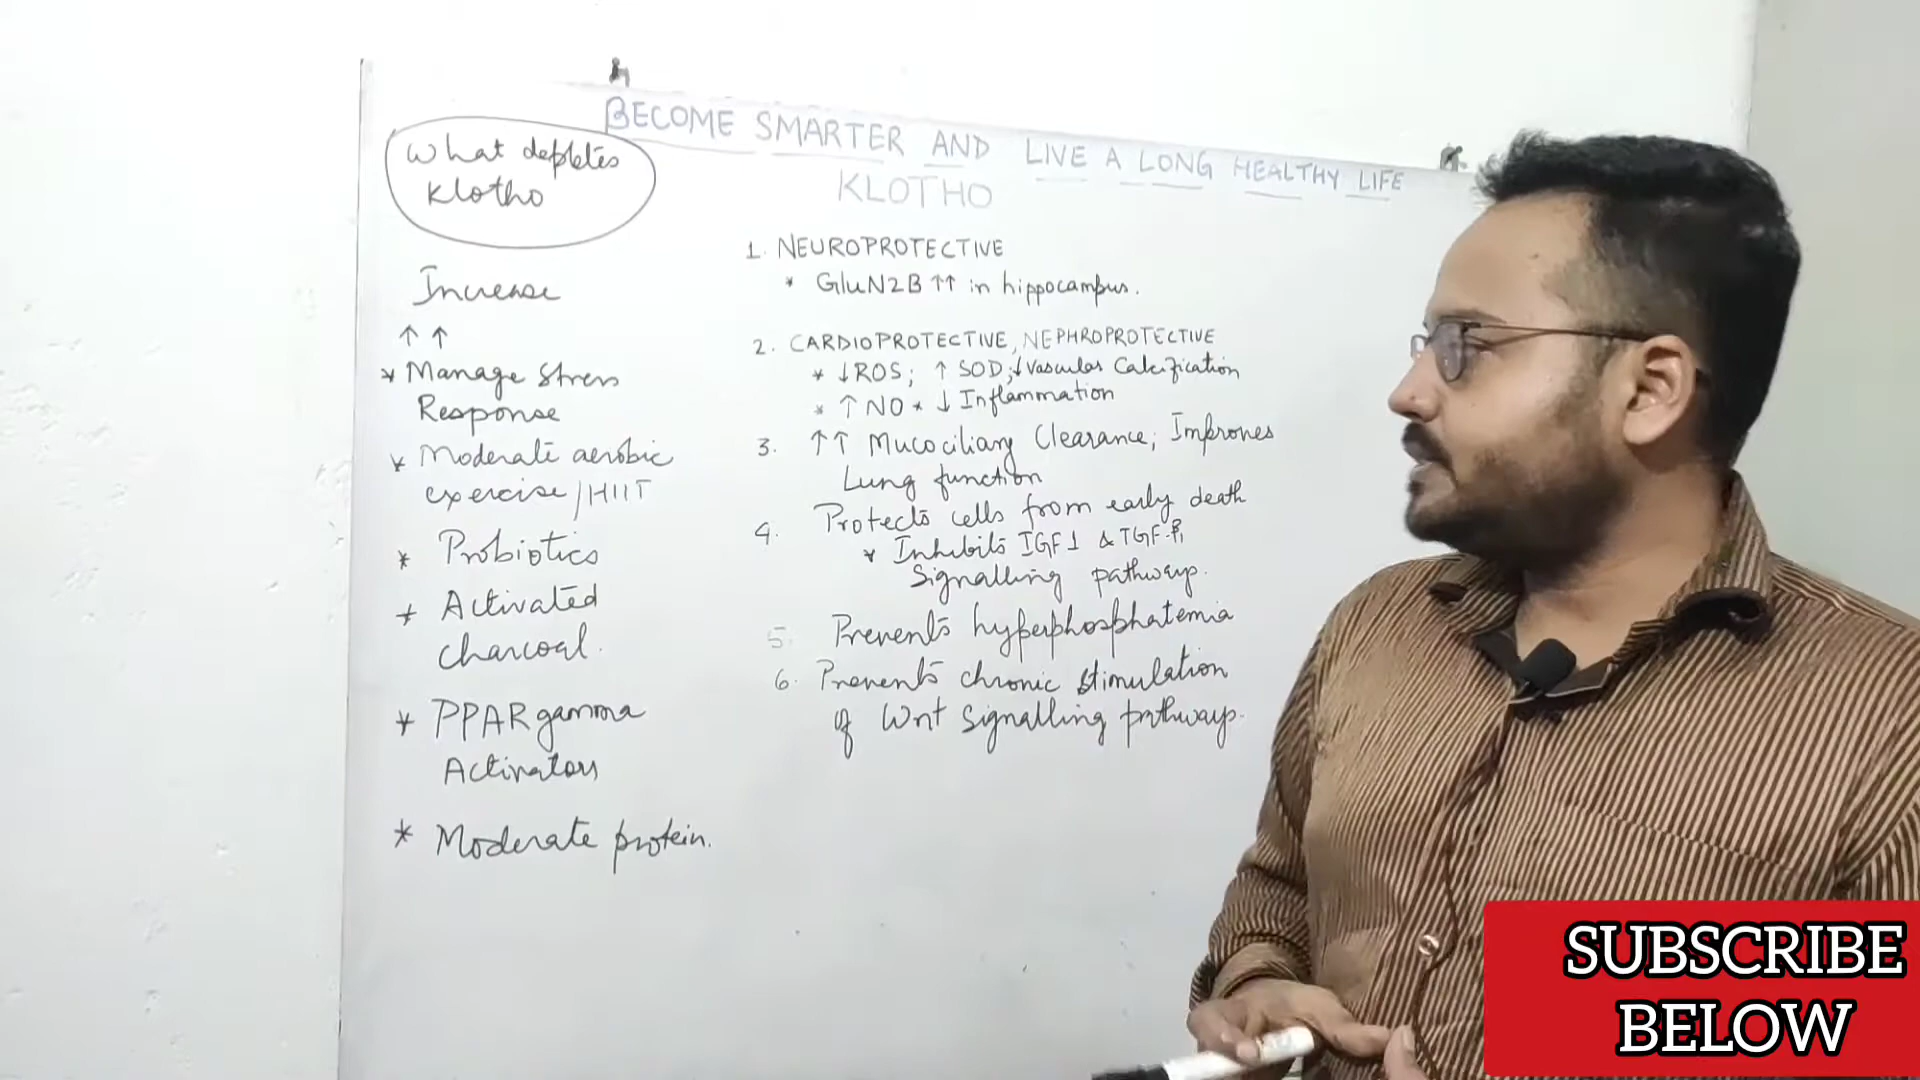 BECOME SMARTER AND LIVE A LONG HEALTHY LIFE
KLOTHO
What depletes
Klotho
Increase
↑ ↑
* Manage Stress
Response
* Moderate aerobic
exercise/HIIT
* Probiotics
* Activated
charcoal.
* PPAR gamma
Activators
* Moderate protein.
1. NEUROPROTECTIVE
* GluN2B ↑↑ in hippocampus.
2. CARDIOPROTECTIVE, NEPHROPROTECTIVE
* ↓ROS; ↑ SOD; ↓Vascular Calcification
* ↑ NO * ↓ Inflammation
3. ↑↑ Mucociliary Clearance; Improves
Lung function
4. Protects cells from early death
* Inhibits IGF1 & TGF-β1
Signalling pathway.
5. Prevents hyperphosphatemia
6. Prevents chronic stimulation
of Wnt Signalling pathway.
SUBSCRIBE
BELOW